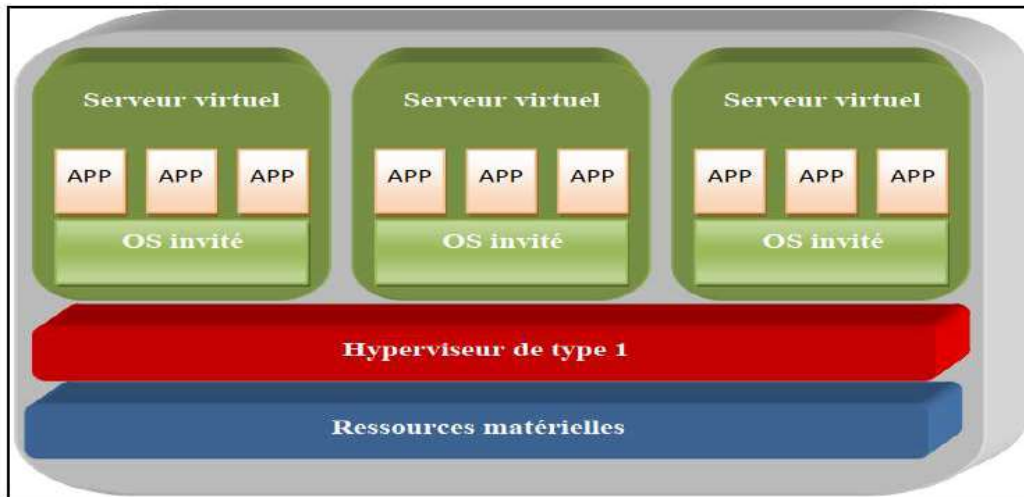 Serveur virtuel Serveur virtuel Serveur virtuel
APP APP APP APP APP APP APP APP APP
OS invité OS invité OS invité
Hyperviseur de type 1
Ressources matérielles